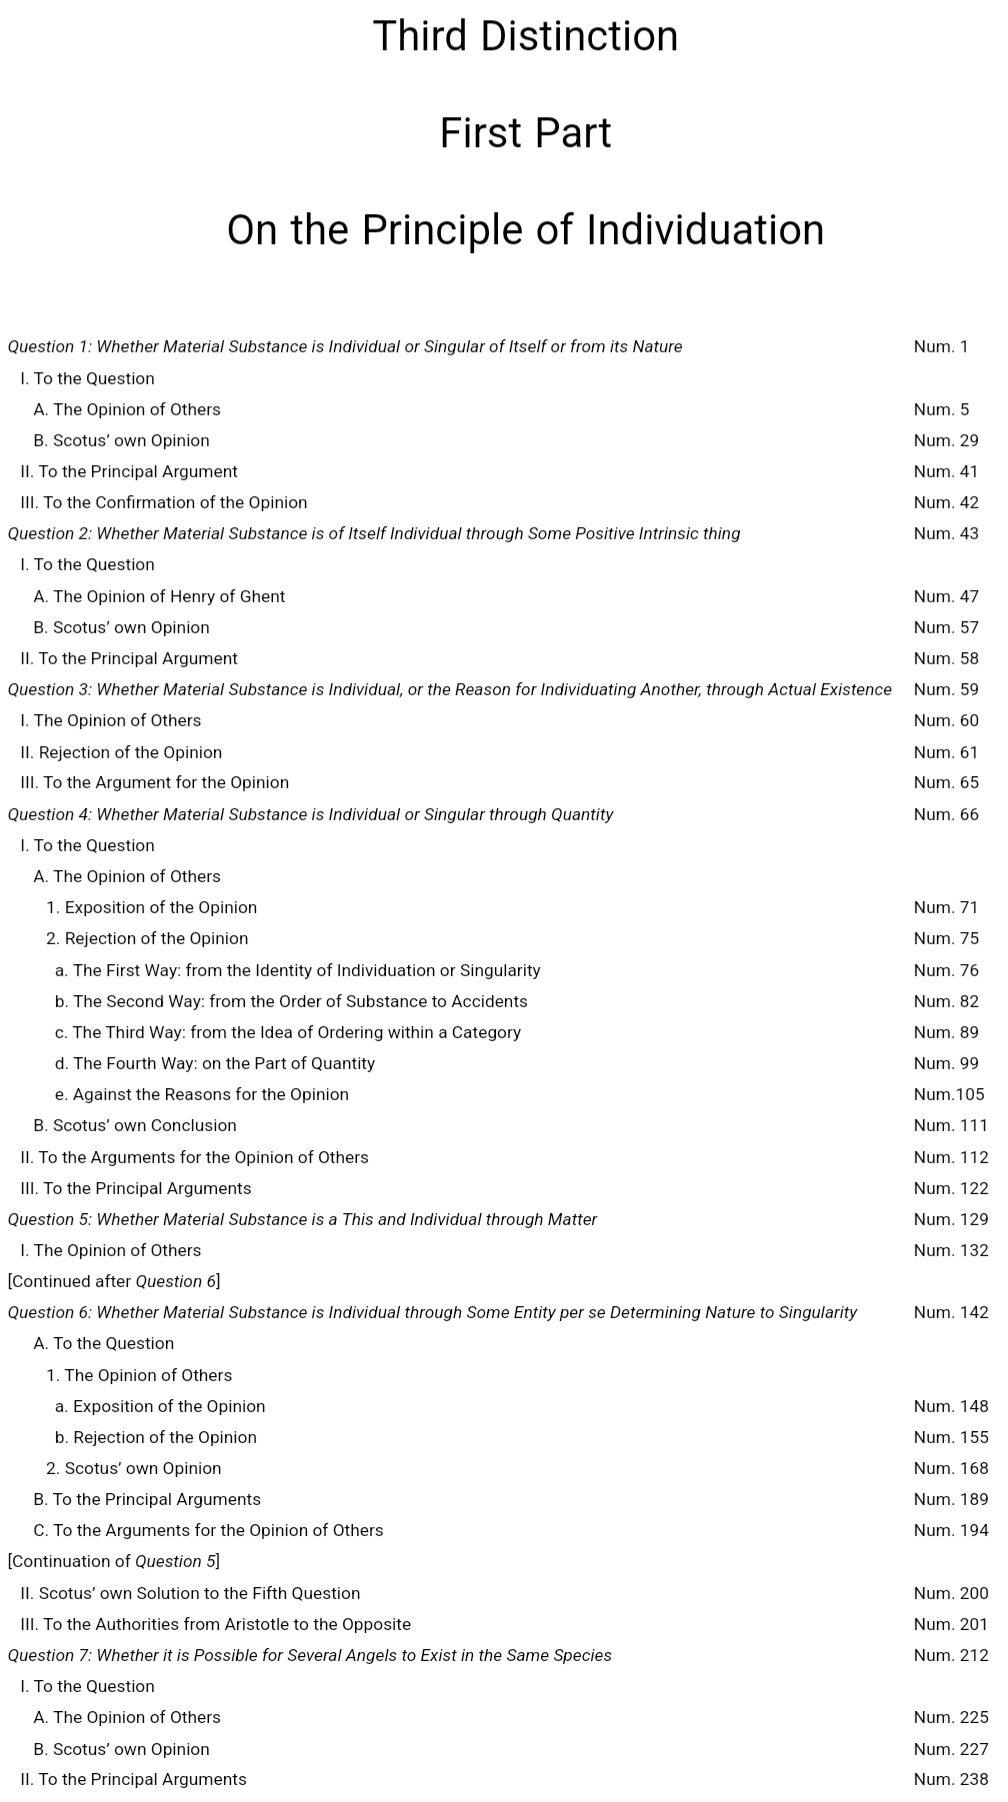 Third Distinction
First Part
On the Principle of Individuation
Question 1: Whether Material Substance is Individual or Singular of Itself or from its Nature Num. 1
I. To the Question
A. The Opinion of Others Num. 5
B. Scotus’ own Opinion Num. 29
II. To the Principal Argument Num. 41
III. To the Confirmation of the Opinion Num. 42
Question 2: Whether Material Substance is of Itself Individual through Some Positive Intrinsic thing Num. 43
I. To the Question
A. The Opinion of Henry of Ghent Num. 47
B. Scotus’ own Opinion Num. 57
II. To the Principal Argument Num. 58
Question 3: Whether Material Substance is Individual, or the Reason for Individuating Another, through Actual Existence Num. 59
I. The Opinion of Others Num. 60
II. Rejection of the Opinion Num. 61
III. To the Argument for the Opinion Num. 65
Question 4: Whether Material Substance is Individual or Singular through Quantity Num. 66
I. To the Question
A. The Opinion of Others
1. Exposition of the Opinion Num. 71
2. Rejection of the Opinion Num. 75
a. The First Way: from the Identity of Individuation or Singularity Num. 76
b. The Second Way: from the Order of Substance to Accidents Num. 82
c. The Third Way: from the Idea of Ordering within a Category Num. 89
d. The Fourth Way: on the Part of Quantity Num. 99
e. Against the Reasons for the Opinion Num.105
B. Scotus’ own Conclusion Num. 111
II. To the Arguments for the Opinion of Others Num. 112
III. To the Principal Arguments Num. 122
Question 5: Whether Material Substance is a This and Individual through Matter Num. 129
I. The Opinion of Others Num. 132
[Continued after Question 6]
Question 6: Whether Material Substance is Individual through Some Entity per se Determining Nature to Singularity Num. 142
A. To the Question
1. The Opinion of Others
a. Exposition of the Opinion Num. 148
b. Rejection of the Opinion Num. 155
2. Scotus’ own Opinion Num. 168
B. To the Principal Arguments Num. 189
C. To the Arguments for the Opinion of Others Num. 194
[Continuation of Question 5]
II. Scotus’ own Solution to the Fifth Question Num. 200
III. To the Authorities from Aristotle to the Opposite Num. 201
Question 7: Whether it is Possible for Several Angels to Exist in the Same Species Num. 212
I. To the Question
A. The Opinion of Others Num. 225
B. Scotus’ own Opinion Num. 227
II. To the Principal Arguments Num. 238